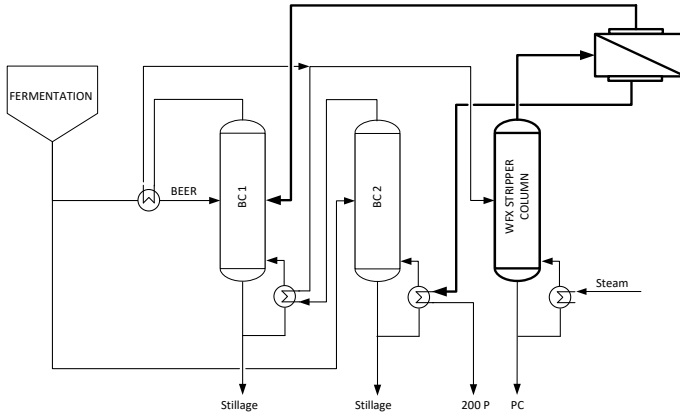 FERMENTATION
BEER
BC 1
BC 2
WFX STRIPPER
COLUMN
Steam
Stillage
Stillage
200 P
PC